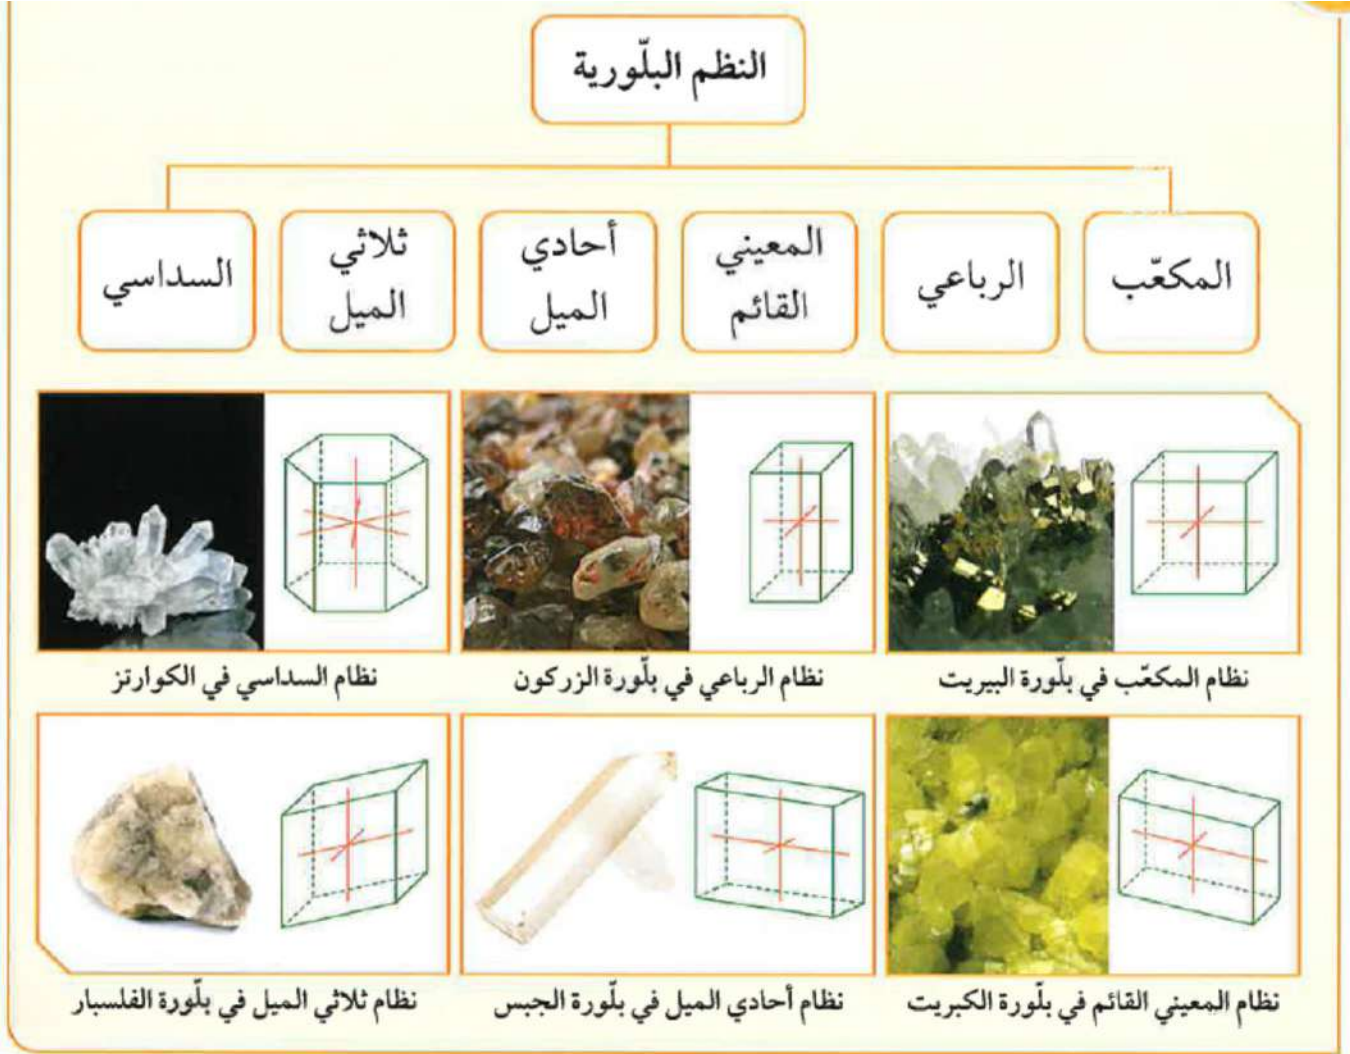 النظم البلّورية
المكعّب
الرباعي
المعيني
القائم
أحادي
الميل
ثلاثي
الميل
السداسي
نظام المكعّب في بلّورة البيريت
نظام الرباعي في بلّورة الزركون
نظام السداسي في الكوارتز
نظام المعيني القائم في بلّورة الكبريت
نظام أحادي الميل في بلّورة الجبس
نظام ثلاثي الميل في بلّورة الفلسبار